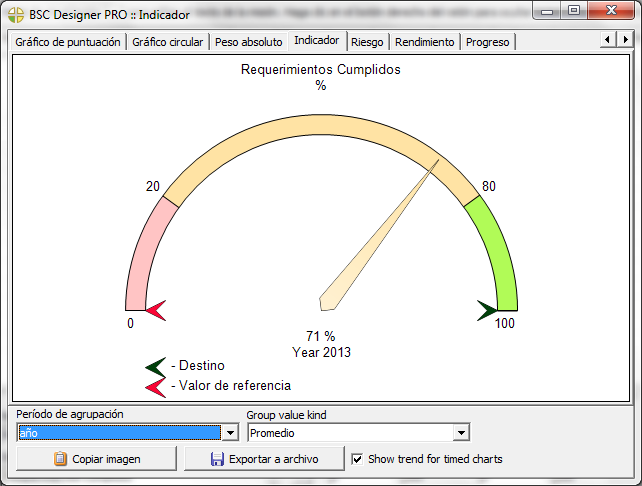 BSC Designer PRO :: Indicador
Gráfico de puntuación Gráfico circular Peso absoluto Indicador Riesgo Rendimiento Progreso
Requerimientos Cumplidos
%
20 80
0 100
71 %
Year 2013
- Destino
- Valor de referencia
Período de agrupación Group value kind
año Promedio
Copiar imagen Exportar a archivo Show trend for timed charts